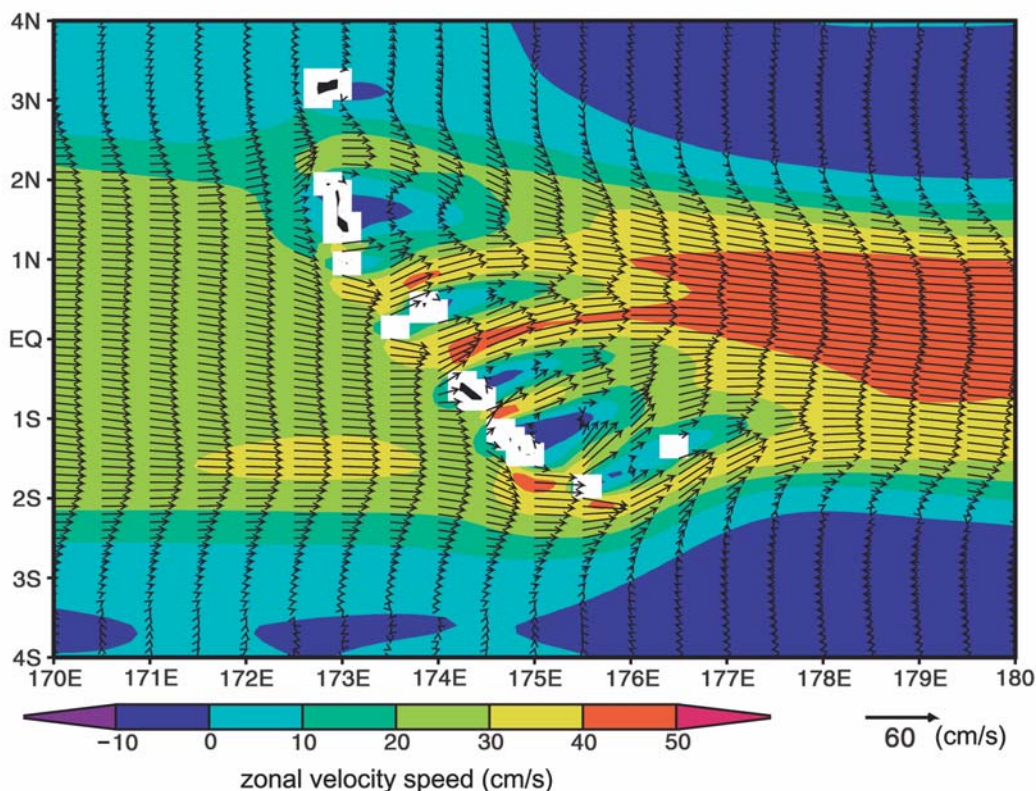 4N
3N
2N
1N
EQ
1S
2S
3S
4S
170E 171E 172E 173E 174E 175E 176E 177E 178E 179E 180
−10 0 10 20 30 40 50
60 (cm/s)
zonal velocity speed (cm/s)